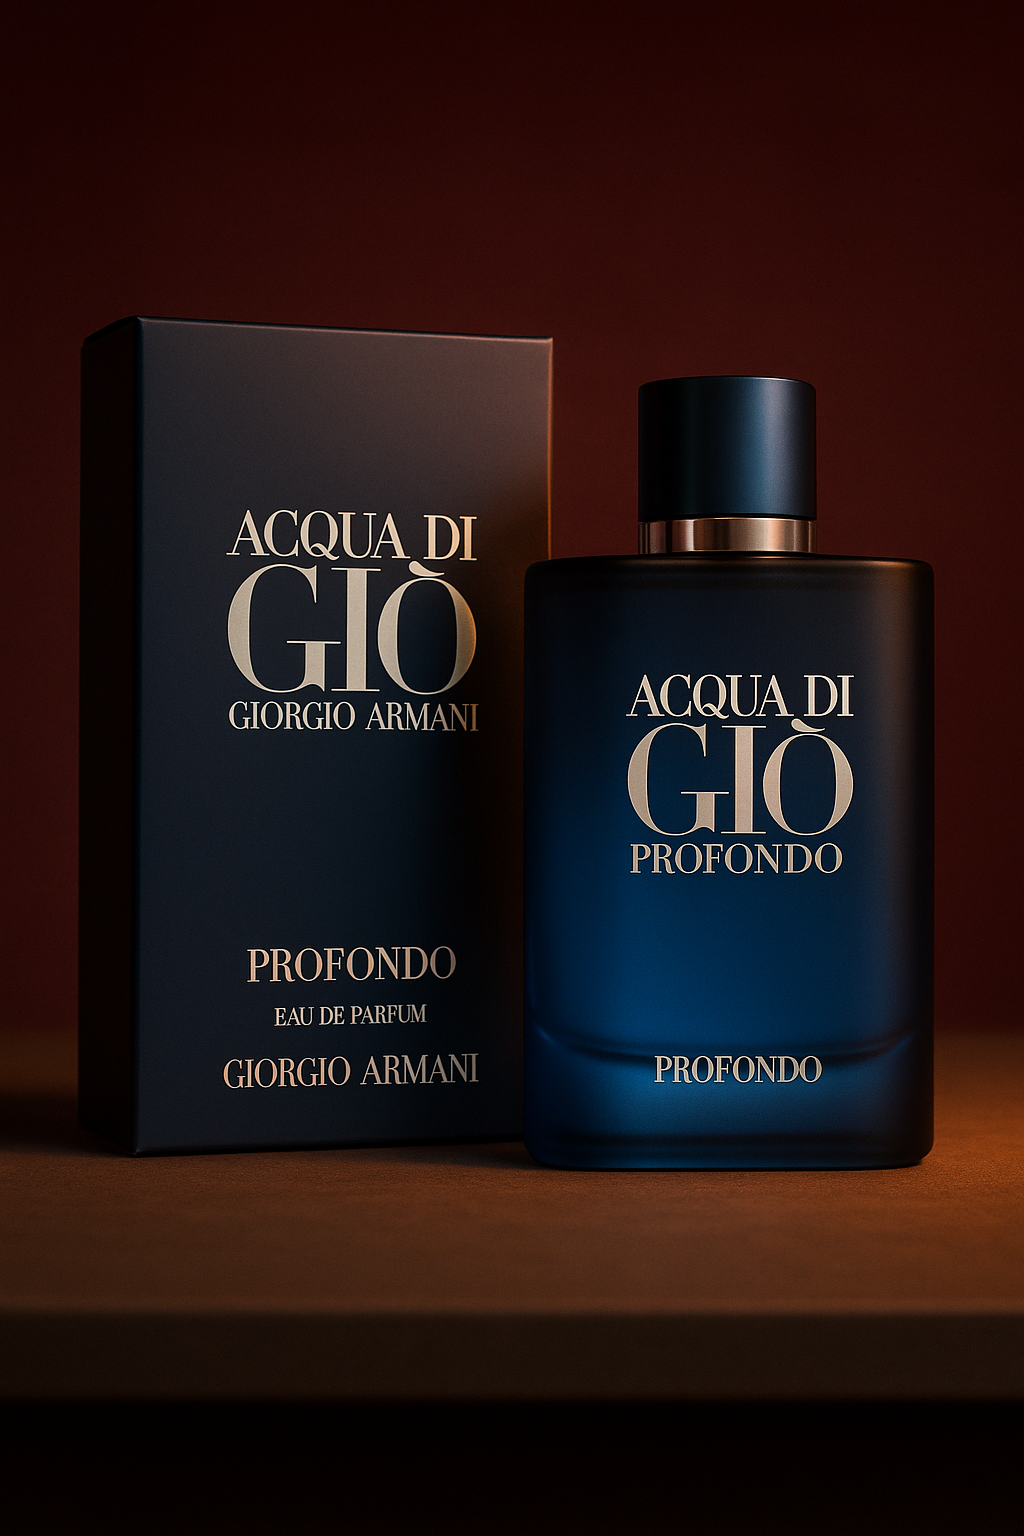 ACQUA DI
GIÒ
GIORGIO ARMANI
PROFONDO
EAU DE PARFUM
GIORGIO ARMANI
ACQUA DI
GIÒ
PROFONDO
PROFONDO